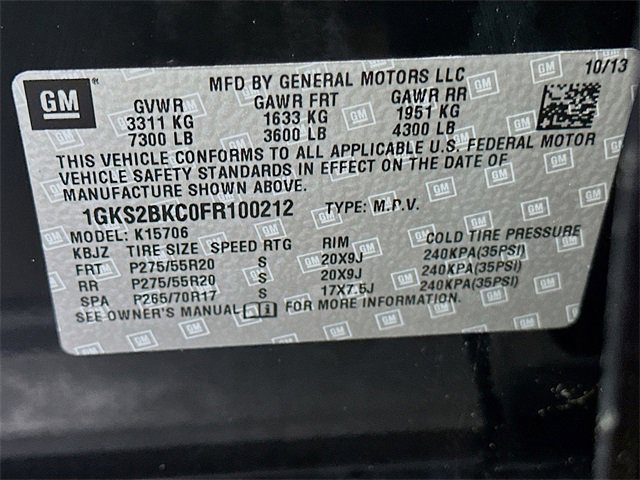 GM
MFD BY GENERAL MOTORS LLC 10/13
GVWR GAWR FRT GAWR RR
3311 KG 1633 KG 1951 KG
7300 LB 3600 LB 4300 LB
THIS VEHICLE CONFORMS TO ALL APPLICABLE U.S. FEDERAL MOTOR
VEHICLE SAFETY STANDARDS IN EFFECT ON THE DATE OF
MANUFACTURE SHOWN ABOVE.
1GKS2BKC0FR100212 TYPE: M.P.V.
MODEL: K15706
KBJZ TIRE SIZE SPEED RTG RIM COLD TIRE PRESSURE
FRT P275/55R20 S 20X9J 240KPA(35PSI)
RR P275/55R20 S 20X9J 240KPA(35PSI)
SPA P265/70R17 S 17X7.5J 240KPA(35PSI)
SEE OWNER'S MANUAL FOR MORE INFORMATION.